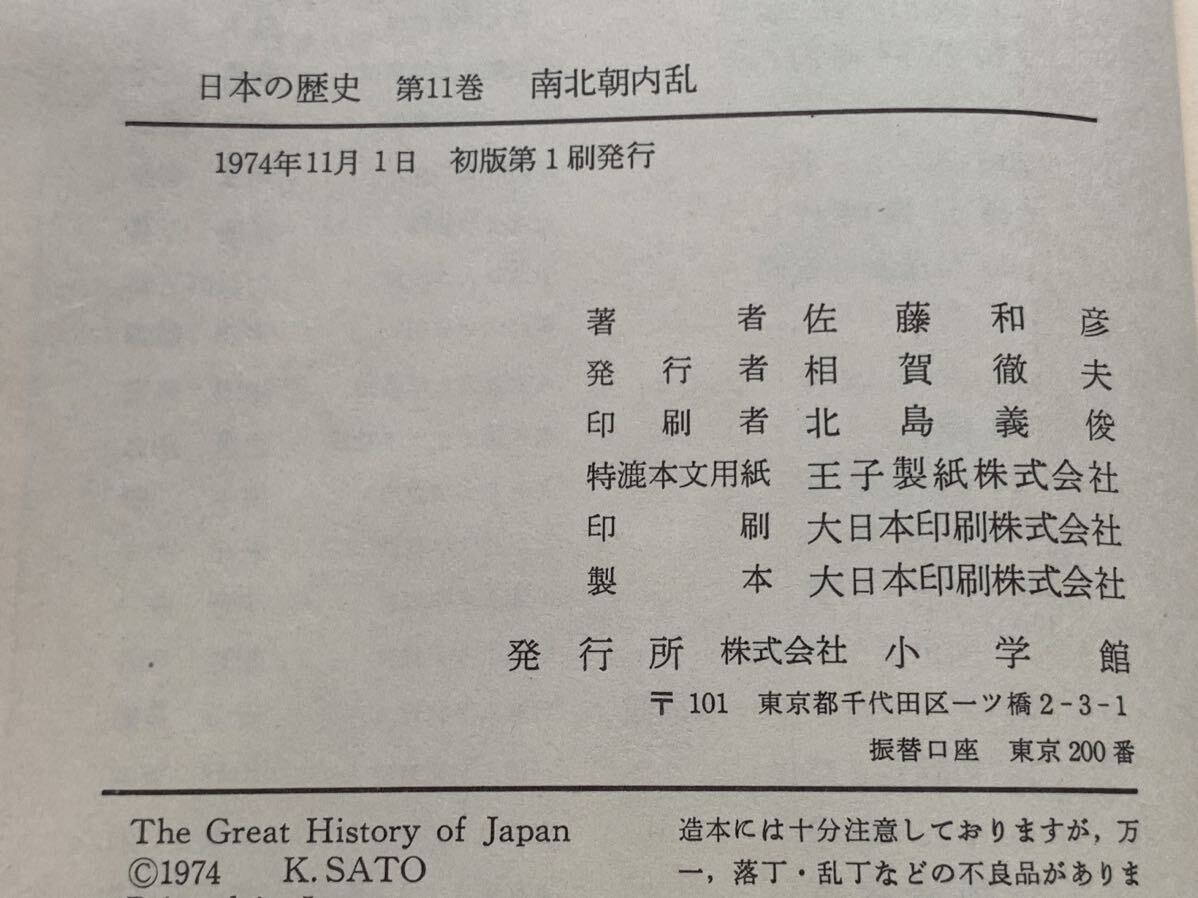 日本の歴史 第11巻 南北朝内乱
1974年11月1日 初版第1刷発行
著者 佐藤和彦
発行者 相賀徹夫
印刷者 北島義俊
特漉本文用紙 王子製紙株式会社
印刷 大日本印刷株式会社
製本 大日本印刷株式会社
発行所 株式会社 小学館
〒101 東京都千代田区一ツ橋2-3-1
振替口座 東京200番
The Great History of Japan
©1974 K. SATO
造本には十分注意しておりますが，万
一，落丁・乱丁などの不良品がありま